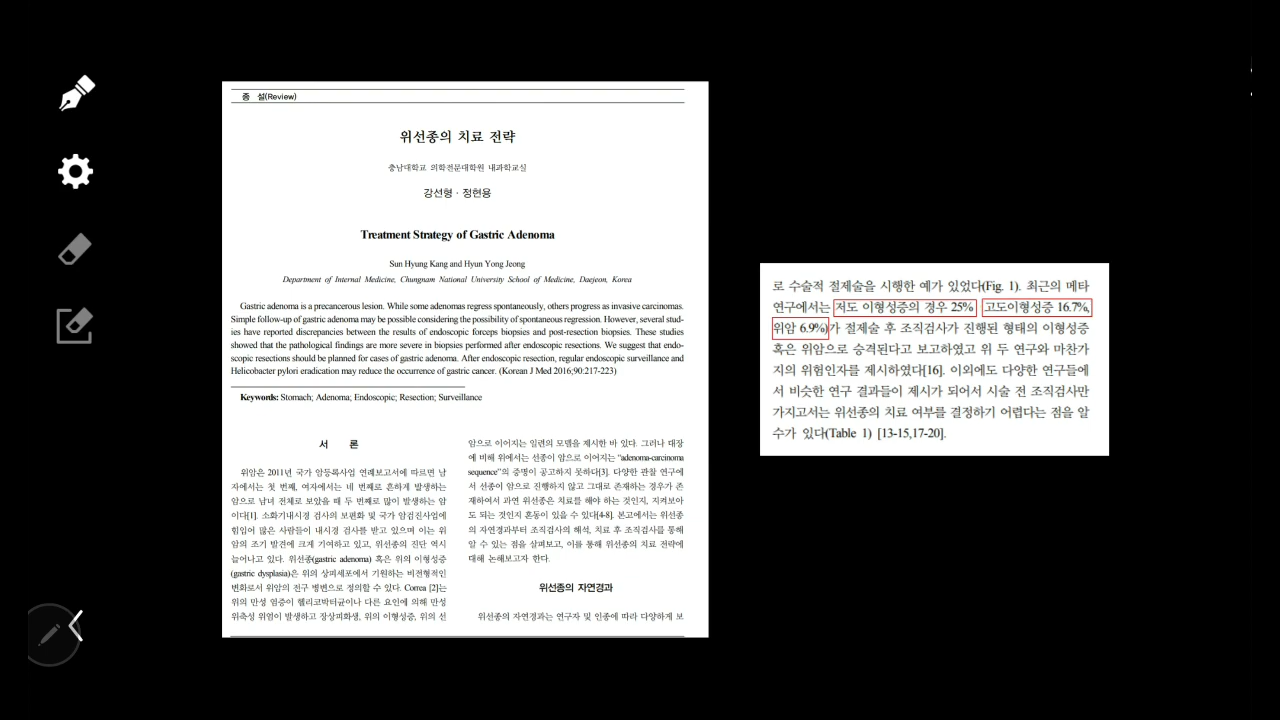 종 설(Review)
위선종의 치료 전략
충남대학교 의학전문대학원 내과학교실
강선형 · 정현용
Treatment Strategy of Gastric Adenoma
Sun Hyung Kang and Hyun Yong Jeong
Department of Internal Medicine, Chungnam National University School of Medicine, Daejeon, Korea
Gastric adenoma is a precancerous lesion. While some adenomas regress spontaneously, others progress as invasive carcinomas.
Simple follow-up of gastric adenoma may be possible considering the possibility of spontaneous regression. However, several stud-
ies have reported discrepancies between the results of endoscopic forceps biopsies and post-resection biopsies. These studies
showed that the pathological findings are more severe in biopsies performed after endoscopic resections. We suggest that endo-
scopic resections should be planned for cases of gastric adenoma. After endoscopic resection, regular endoscopic surveillance and
Helicobacter pylori eradication may reduce the occurrence of gastric cancer. (Korean J Med 2016;90:217-223)
Keywords: Stomach; Adenoma; Endoscopic; Resection; Surveillance
서 론
위암은 2011년 국가 암등록사업 연례보고서에 따르면 남
자에서는 첫 번째, 여자에서는 네 번째로 흔하게 발생하는
암으로 남녀 전체로 보았을 때 두 번째로 많이 발생하는 암
이다[1]. 소화기내시경 검사의 보편화 및 국가 암검진사업에
힘입어 많은 사람들이 내시경 검사를 받고 있으며 이는 위
암의 조기 발견에 크게 기여하고 있고, 위선종의 진단 역시
늘어나고 있다. 위선종(gastric adenoma) 혹은 위의 이형성증
(gastric dysplasia)은 위의 상피세포에서 기원하는 비전형적인
변화로서 위암의 전구 병변으로 정의할 수 있다. Correa [2]는
위의 만성 염증이 헬리코박터균이나 다른 요인에 의해 만성
위축성 위염이 발생하고 장상피화생, 위의 이형성증, 위의 선
암으로 이어지는 일련의 모델을 제시한 바 있다. 그러나 대장
에 비해 위에서는 선종이 암으로 이어지는 “adenoma-carcinoma
sequence”의 증명이 공고하지 못하다[3]. 다양한 관찰 연구에
서 선종이 암으로 진행하지 않고 그대로 존재하는 경우가 존
재하여서 과연 위선종은 치료를 해야 하는 것인지, 지켜보아
도 되는 것인지 혼동이 있을 수 있다[4-8]. 본고에서는 위선종
의 자연경과부터 조직검사의 해석, 치료 후 조직검사를 통해
알 수 있는 점을 살펴보고, 이를 통해 위선종의 치료 전략에
대해 논해보고자 한다.
위선종의 자연경과
위선종의 자연경과는 연구자 및 인종에 따라 다양하게 보
로 수술적 절제술을 시행한 예가 있었다(Fig. 1). 최근의 메타
연구에서는 저도 이형성증의 경우 25% 고도이형성증 16.7%,
위암 6.9%)가 절제술 후 조직검사가 진행된 형태의 이형성증
혹은 위암으로 승격된다고 보고하였고 위 두 연구와 마찬가
지의 위험인자를 제시하였다[16]. 이외에도 다양한 연구들에
서 비슷한 연구 결과들이 제시가 되어서 시술 전 조직검사만
가지고서는 위선종의 치료 여부를 결정하기 어렵다는 점을 알
수가 있다(Table 1) [13-15,17-20].